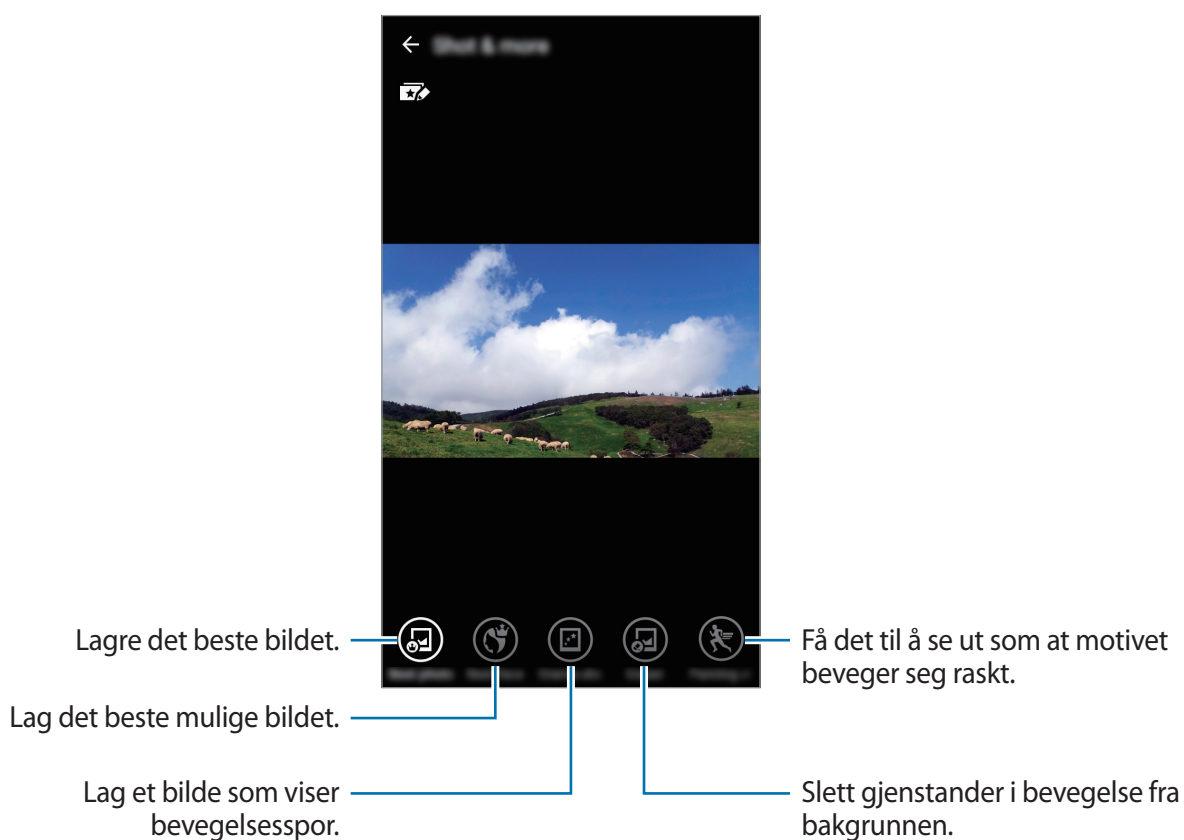 Lagre det beste bildet.
Lag det beste mulige bildet.
Lag et bilde som viser
bevegelsesspor.
Få det til å se ut som at motivet
beveger seg raskt.
Slett gjenstander i bevegelse fra
bakgrunnen.